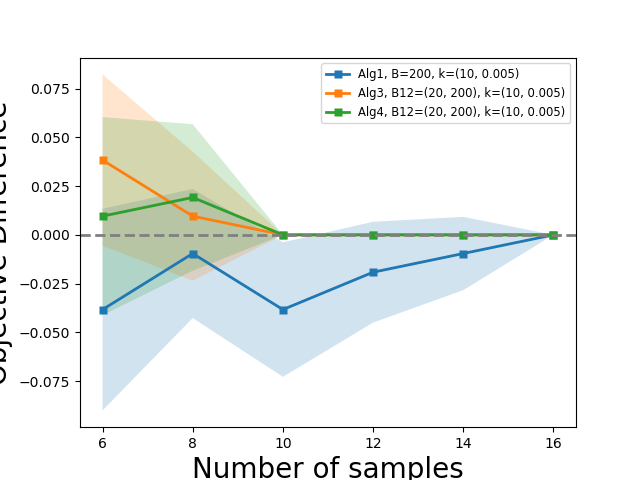 Alg1, B=200, k=(10, 0.005)
Alg3, B12=(20, 200), k=(10, 0.005)
Alg4, B12=(20, 200), k=(10, 0.005)
0.075
0.050
0.025
0.000
−0.025
−0.050
−0.075
Objective Difference
6 8 10 12 14 16
Number of samples